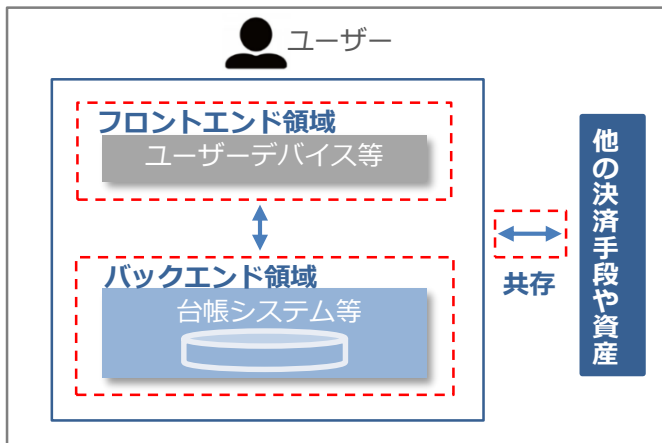 ユーザー
フロントエンド領域
ユーザーデバイス等
バックエンド領域
台帳システム等
共存
他の決済手段や資産